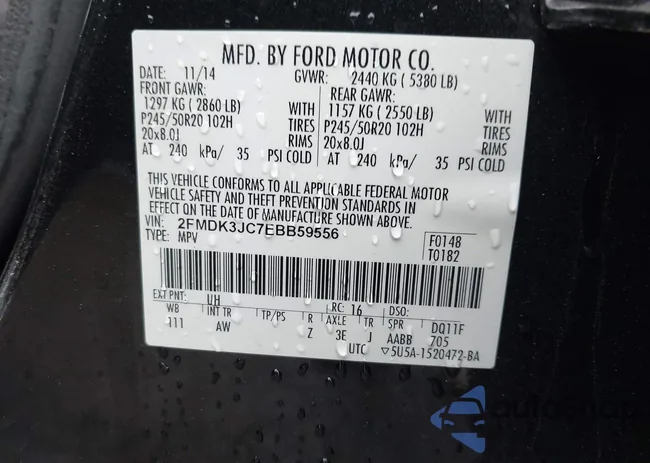 MFD. BY FORD MOTOR CO.
DATE: 11/14 GVWR: 2440 KG ( 5380 LB)
FRONT GAWR: REAR GAWR:
1297 KG ( 2860 LB) WITH 1157 KG ( 2550 LB) WITH
P245/50R20 102H TIRES P245/50R20 102H TIRES
20x8.0J RIMS 20x8.0J RIMS
AT 240 kPa/ 35 PSI COLD AT 240 kPa/ 35 PSI COLD
THIS VEHICLE CONFORMS TO ALL APPLICABLE FEDERAL MOTOR
VEHICLE SAFETY AND THEFT PREVENTION STANDARDS IN
EFFECT ON THE DATE OF MANUFACTURE SHOWN ABOVE.
VIN: 2FMDK3JC7EBB59556 F0148
TYPE: MPV T0182
EXT PNT: UH RC: 16 DSO:
WB INT TR TP/PS R AXLE TR SPR DQ11F
111 AW Z 3E J AABB 705
UTC ▽5U5A-1520472-BA
autosnap